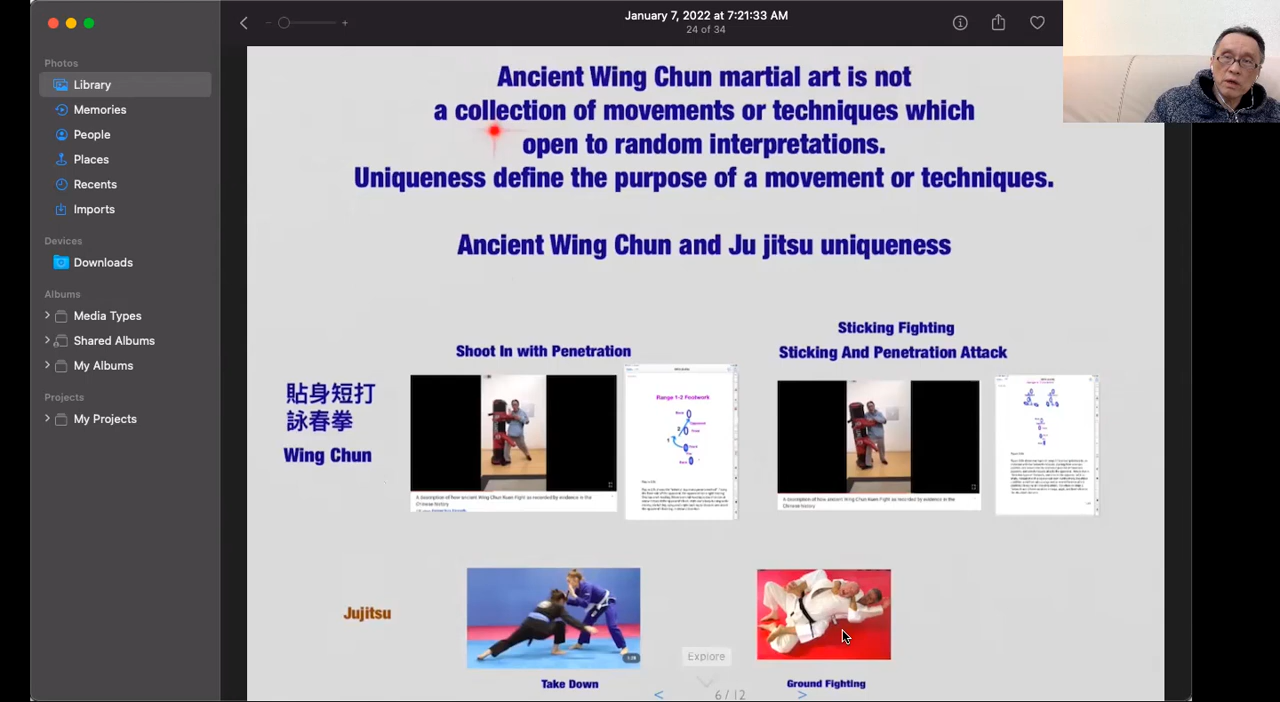 January 7, 2022 at 7:21:33 AM
24 of 34
Photos
Library
Memories
People
Places
Recents
Imports
Devices
Downloads
Albums
Media Types
Shared Albums
My Albums
Projects
My Projects
Ancient Wing Chun martial art is not
a collection of movements or techniques which
open to random interpretations.
Uniqueness define the purpose of a movement or techniques.
Ancient Wing Chun and Ju jitsu uniqueness
Shoot In with Penetration
Sticking Fighting
Sticking And Penetration Attack
貼身短打
詠春拳
Wing Chun
Range 1-2 Footwork
A description of how ancient Wing Chun Kuen Fight as recorded by evidence in the
Chinese history
A description of how ancient Wing Chun Kuen Fight as recorded by evidence in the
Chinese history
Jujitsu
Take Down
Ground Fighting
Explore
< 6 / 12 >